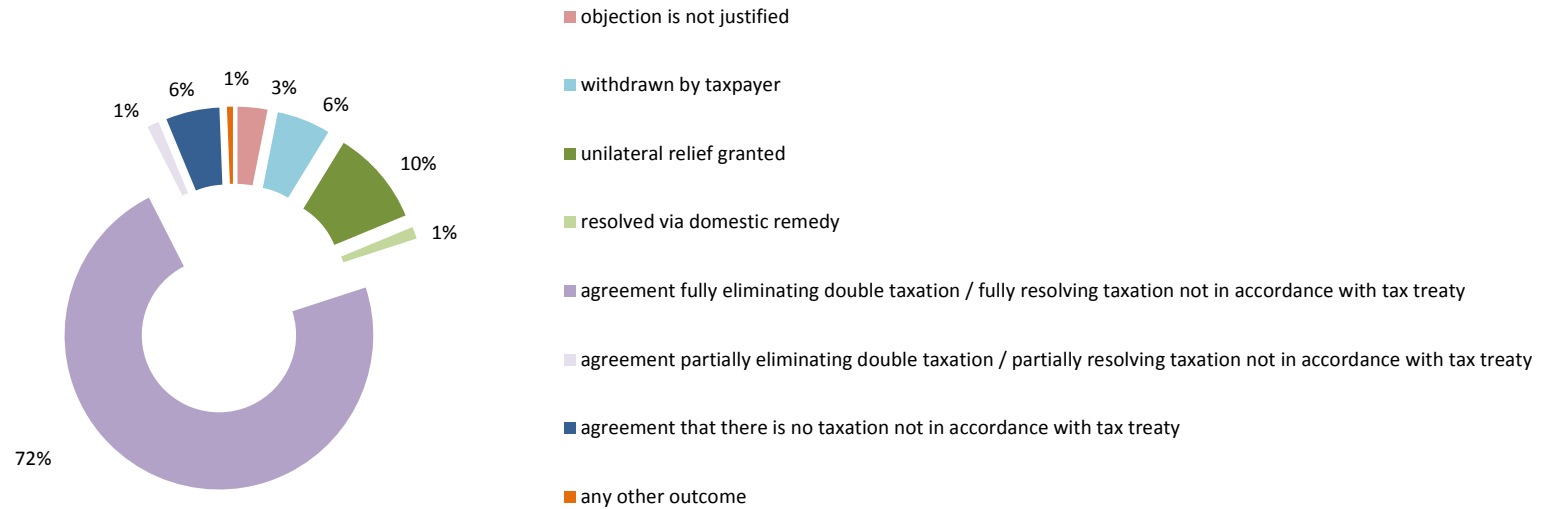 objection is not justified
withdrawn by taxpayer
unilateral relief granted
resolved via domestic remedy
agreement fully eliminating double taxation / fully resolving taxation not in accordance with tax treaty
agreement partially eliminating double taxation / partially resolving taxation not in accordance with tax treaty
agreement that there is no taxation not in accordance with tax treaty
any other outcome
3%
6%
10%
1%
72%
1%
6%
1%